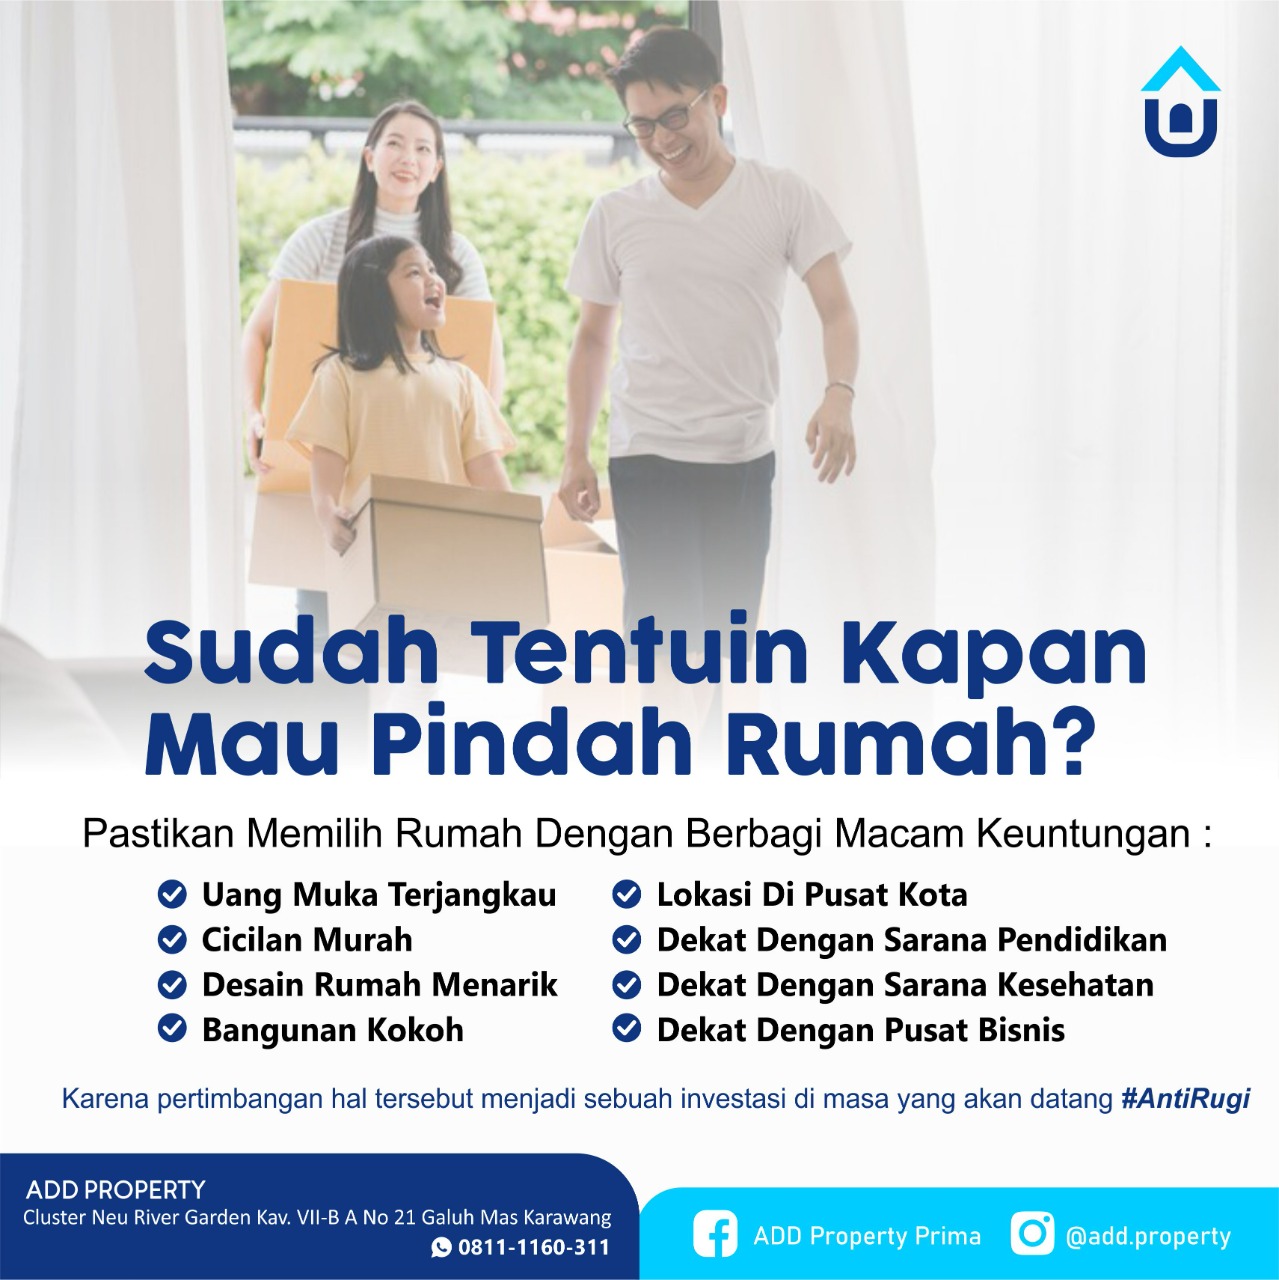 Sudah Tentuin Kapan
Mau Pindah Rumah?
Pastikan Memilih Rumah Dengan Berbagi Macam Keuntungan :
Uang Muka Terjangkau
Cicilan Murah
Desain Rumah Menarik
Bangunan Kokoh
Lokasi Di Pusat Kota
Dekat Dengan Sarana Pendidikan
Dekat Dengan Sarana Kesehatan
Dekat Dengan Pusat Bisnis
Karena pertimbangan hal tersebut menjadi sebuah investasi di masa yang akan datang #AntiRugi
ADD PROPERTY
Cluster Neu River Garden Kav. VII-B A No 21 Galuh Mas Karawang
0811-1160-311
ADD Property Prima
@add.property